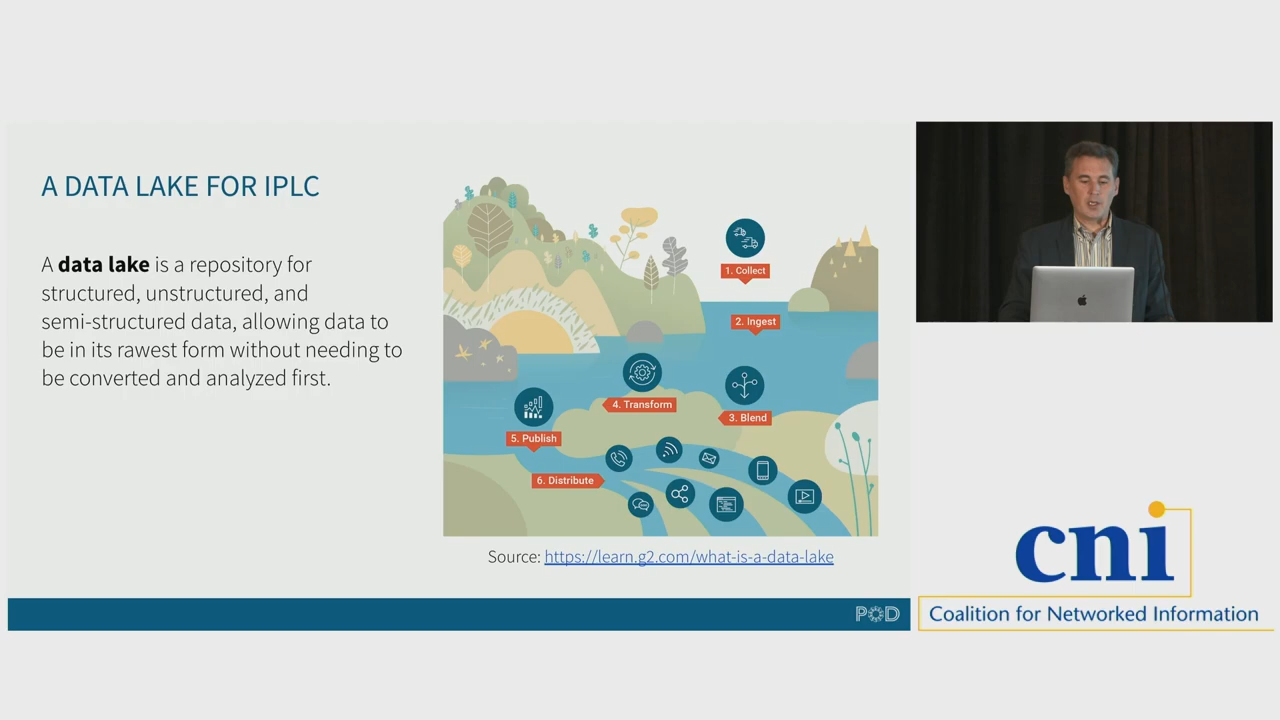 A DATA LAKE FOR IPLC
A data lake is a repository for
structured, unstructured, and
semi-structured data, allowing data to
be in its rawest form without needing to
be converted and analyzed first.
1. Collect
2. Ingest
3. Blend
4. Transform
5. Publish
6. Distribute
Source: https://learn.g2.com/what-is-a-data-lake
POD
cni
Coalition for Networked Information